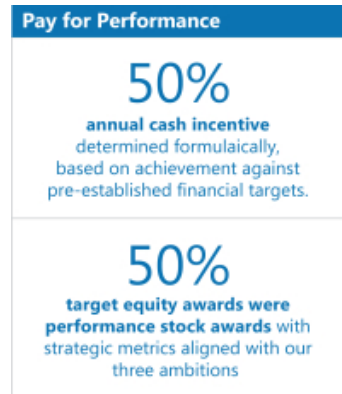 Pay for Performance
50%
annual cash incentive
determined formulaically,
based on achievement against
pre-established financial targets.
50%
target equity awards were
performance stock awards with
strategic metrics aligned with our
three ambitions